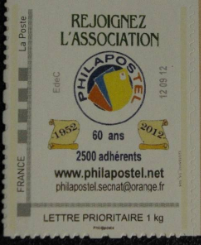 REJOIGNEZ
L'ASSOCIATION
La Poste
EdeC
PHILAPOSTEL
12 09 12
1952
2012
60 ans
2500 adhérents
www.philapostel.net
philapostel.secnat@orange.fr
FRANCE
LETTRE PRIORITAIRE 1 kg